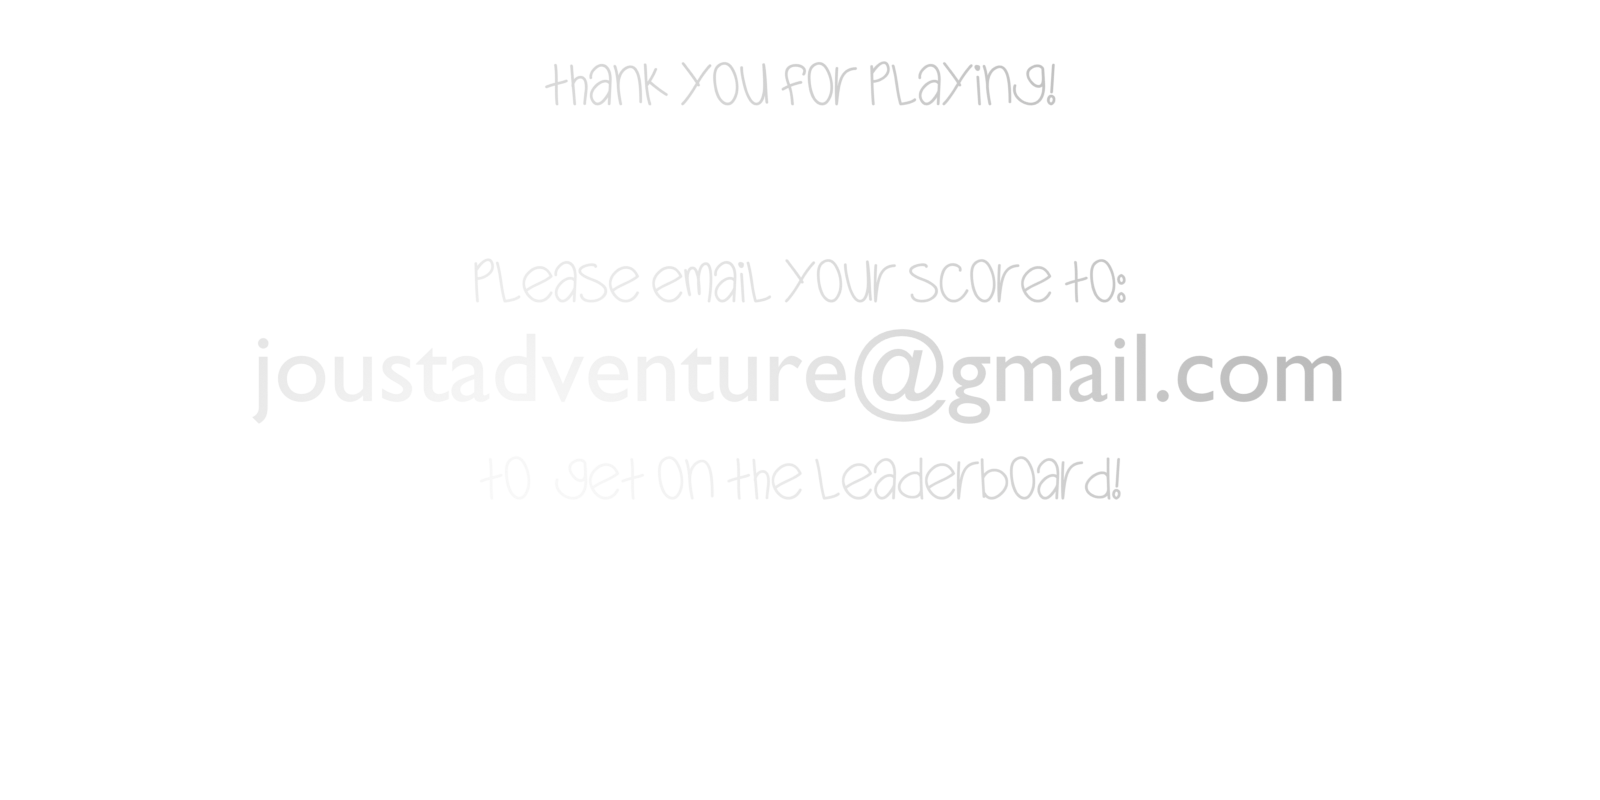 thank you for playing!
please email your score to:
joustadventure@gmail.com
to get on the leaderboard!